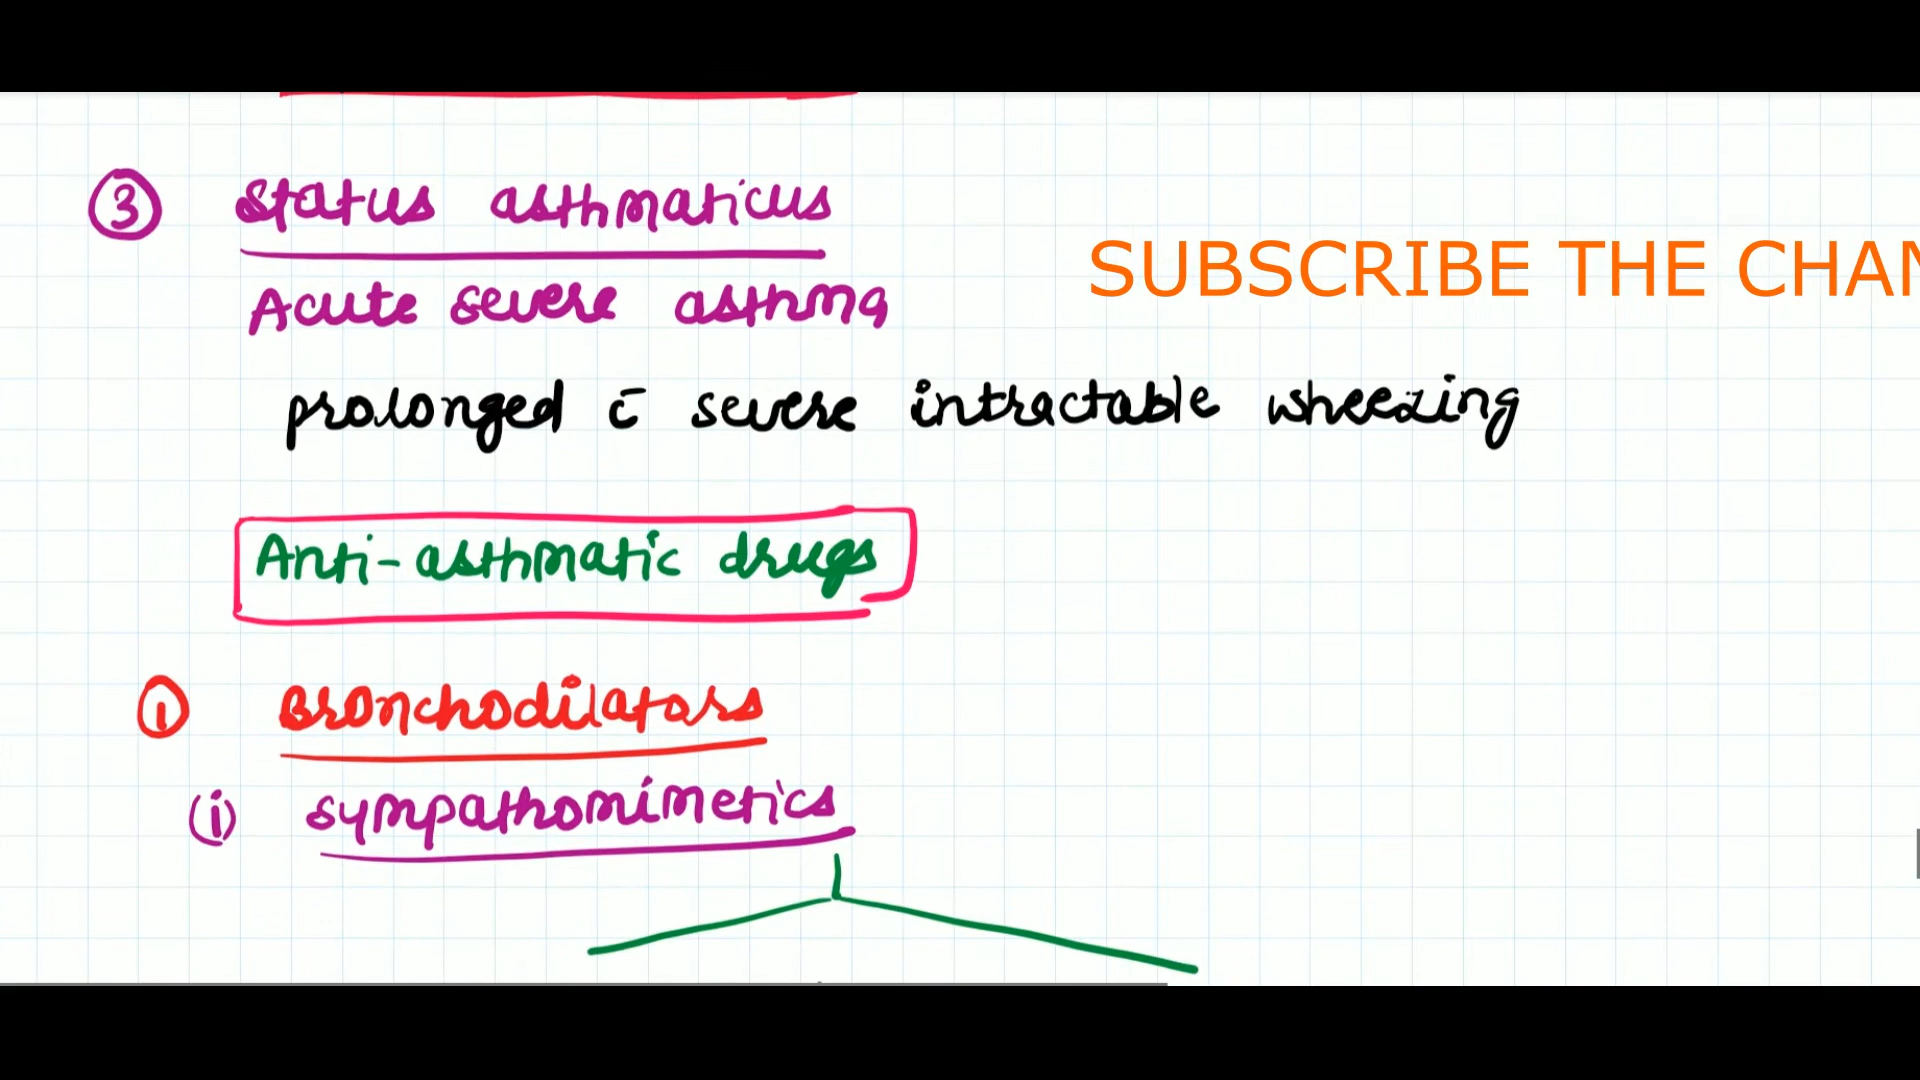 ③ Status asthmaticus
SUBSCRIBE THE CHAN
Acute severe asthma
prolonged c̄ severe intractable wheezing
Anti-asthmatic drugs
① Bronchodilators
(i) sympathomimetics